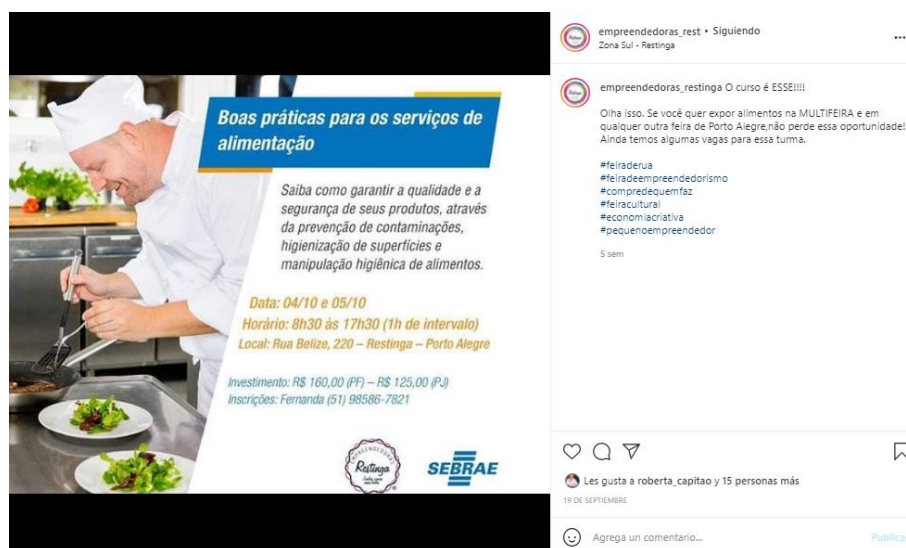 Boas práticas para os serviços de
alimentação
Saiba como garantir a qualidade e a
segurança de seus produtos, através
da prevenção de contaminações,
higienização de superfícies e
manipulação higiênica de alimentos.
Data: 04/10 e 05/10
Horário: 8h30 às 17h30 (1h de intervalo)
Local: Rua Belize, 220 – Restinga – Porto Alegre
Investimento: R$ 160,00 (PF) – R$ 125,00 (PJ)
Inscrições: Fernanda (51) 98586-7821
EMPREENDEDORAS
Restinga
SEBRAE
empreendedoras_rest • Siguiendo
Zona Sul - Restinga
empreendedoras_restinga O curso é ESSE!!!!
Olha isso. Se você quer expor alimentos na MULTIFEIRA e em
qualquer outra feira de Porto Alegre,não perde essa oportunidade!
Ainda temos algumas vagas para essa turma.
#feiraderua
#feiradeempreendedorismo
#compredequemfaz
#feiracultural
#economiacriativa
#pequenoempreendedor
5 sem
Les gusta a roberta_capitao y 15 personas más
19 DE SEPTIEMBRE
Agrega un comentario...
Publica